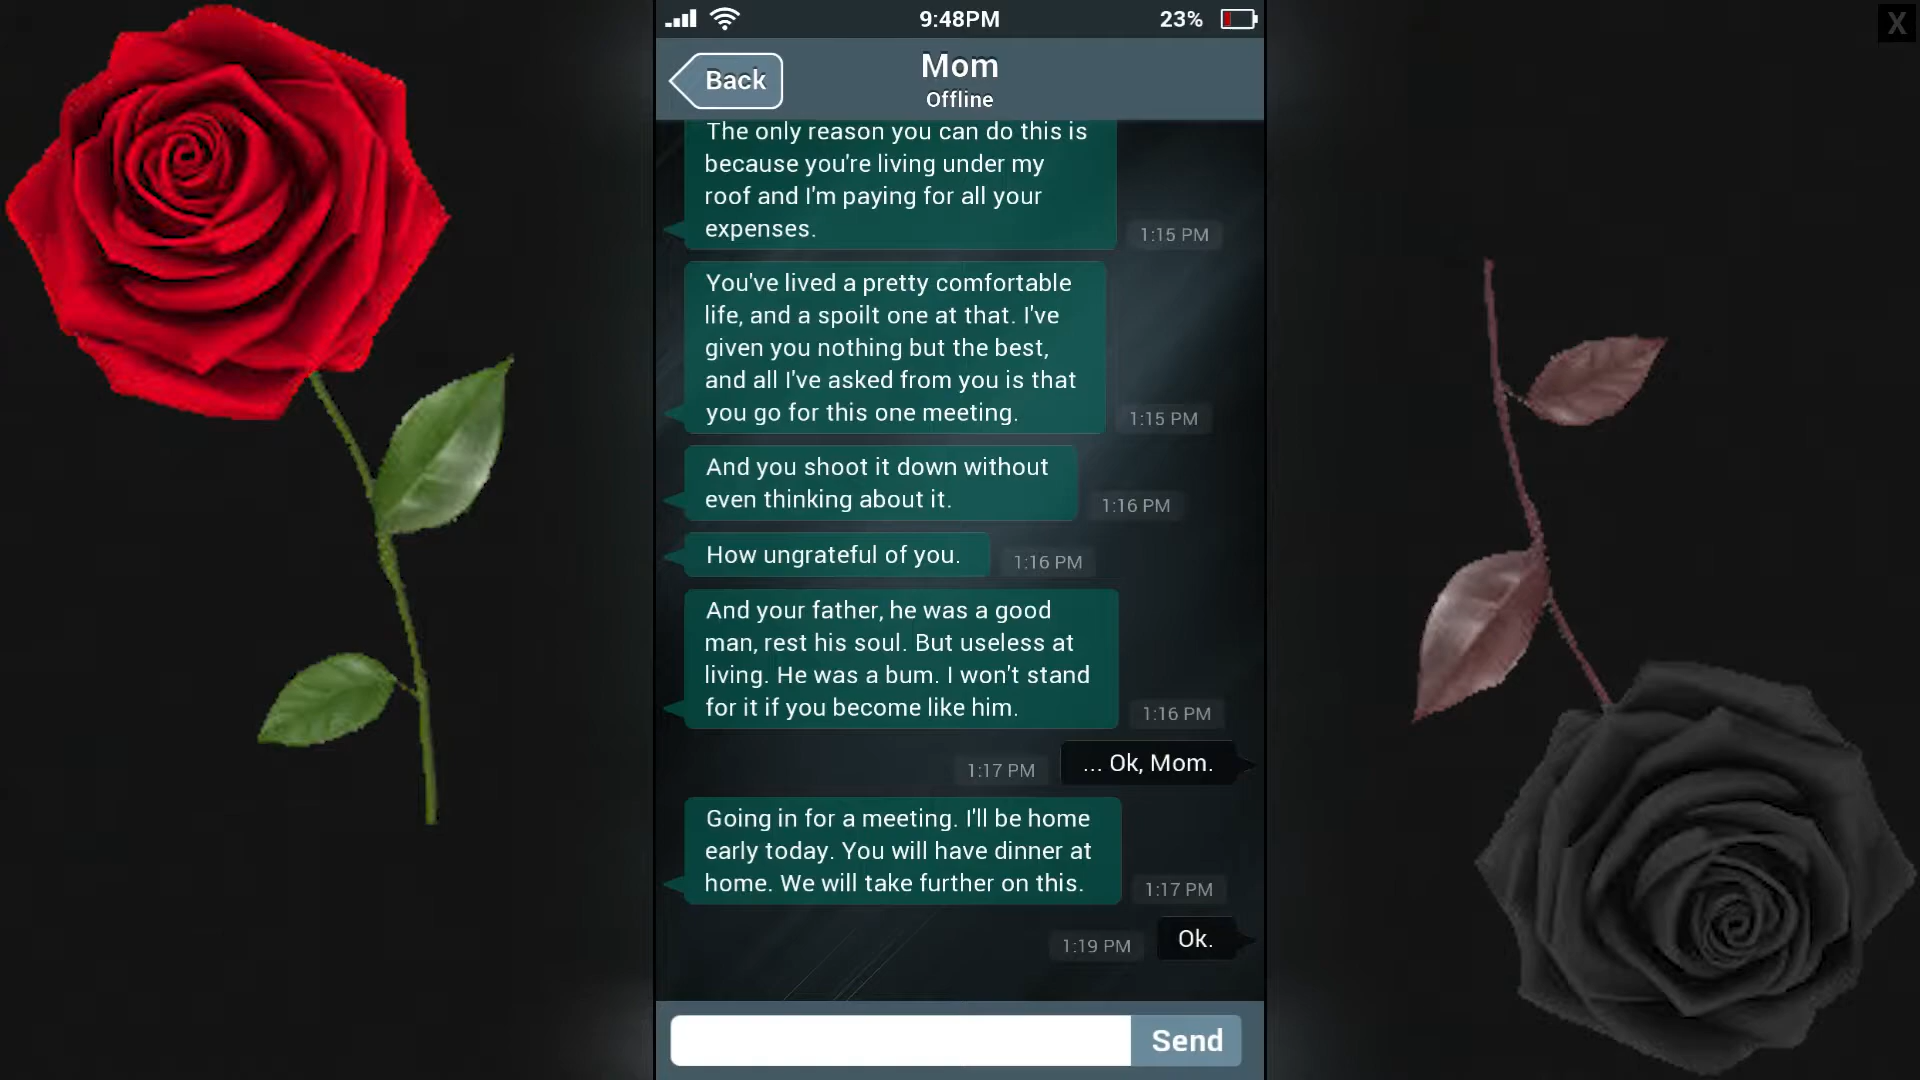 9:48PM
23%
X
Back
Mom
Offline
The only reason you can do this is
because you're living under my
roof and I'm paying for all your
expenses.
1:15 PM
You've lived a pretty comfortable
life, and a spoilt one at that. I've
given you nothing but the best,
and all I've asked from you is that
you go for this one meeting.
1:15 PM
And you shoot it down without
even thinking about it.
1:16 PM
How ungrateful of you.
1:16 PM
And your father, he was a good
man, rest his soul. But useless at
living. He was a bum. I won't stand
for it if you become like him.
1:16 PM
... Ok, Mom.
1:17 PM
Going in for a meeting. I'll be home
early today. You will have dinner at
home. We will take further on this.
1:17 PM
Ok.
1:19 PM
Send